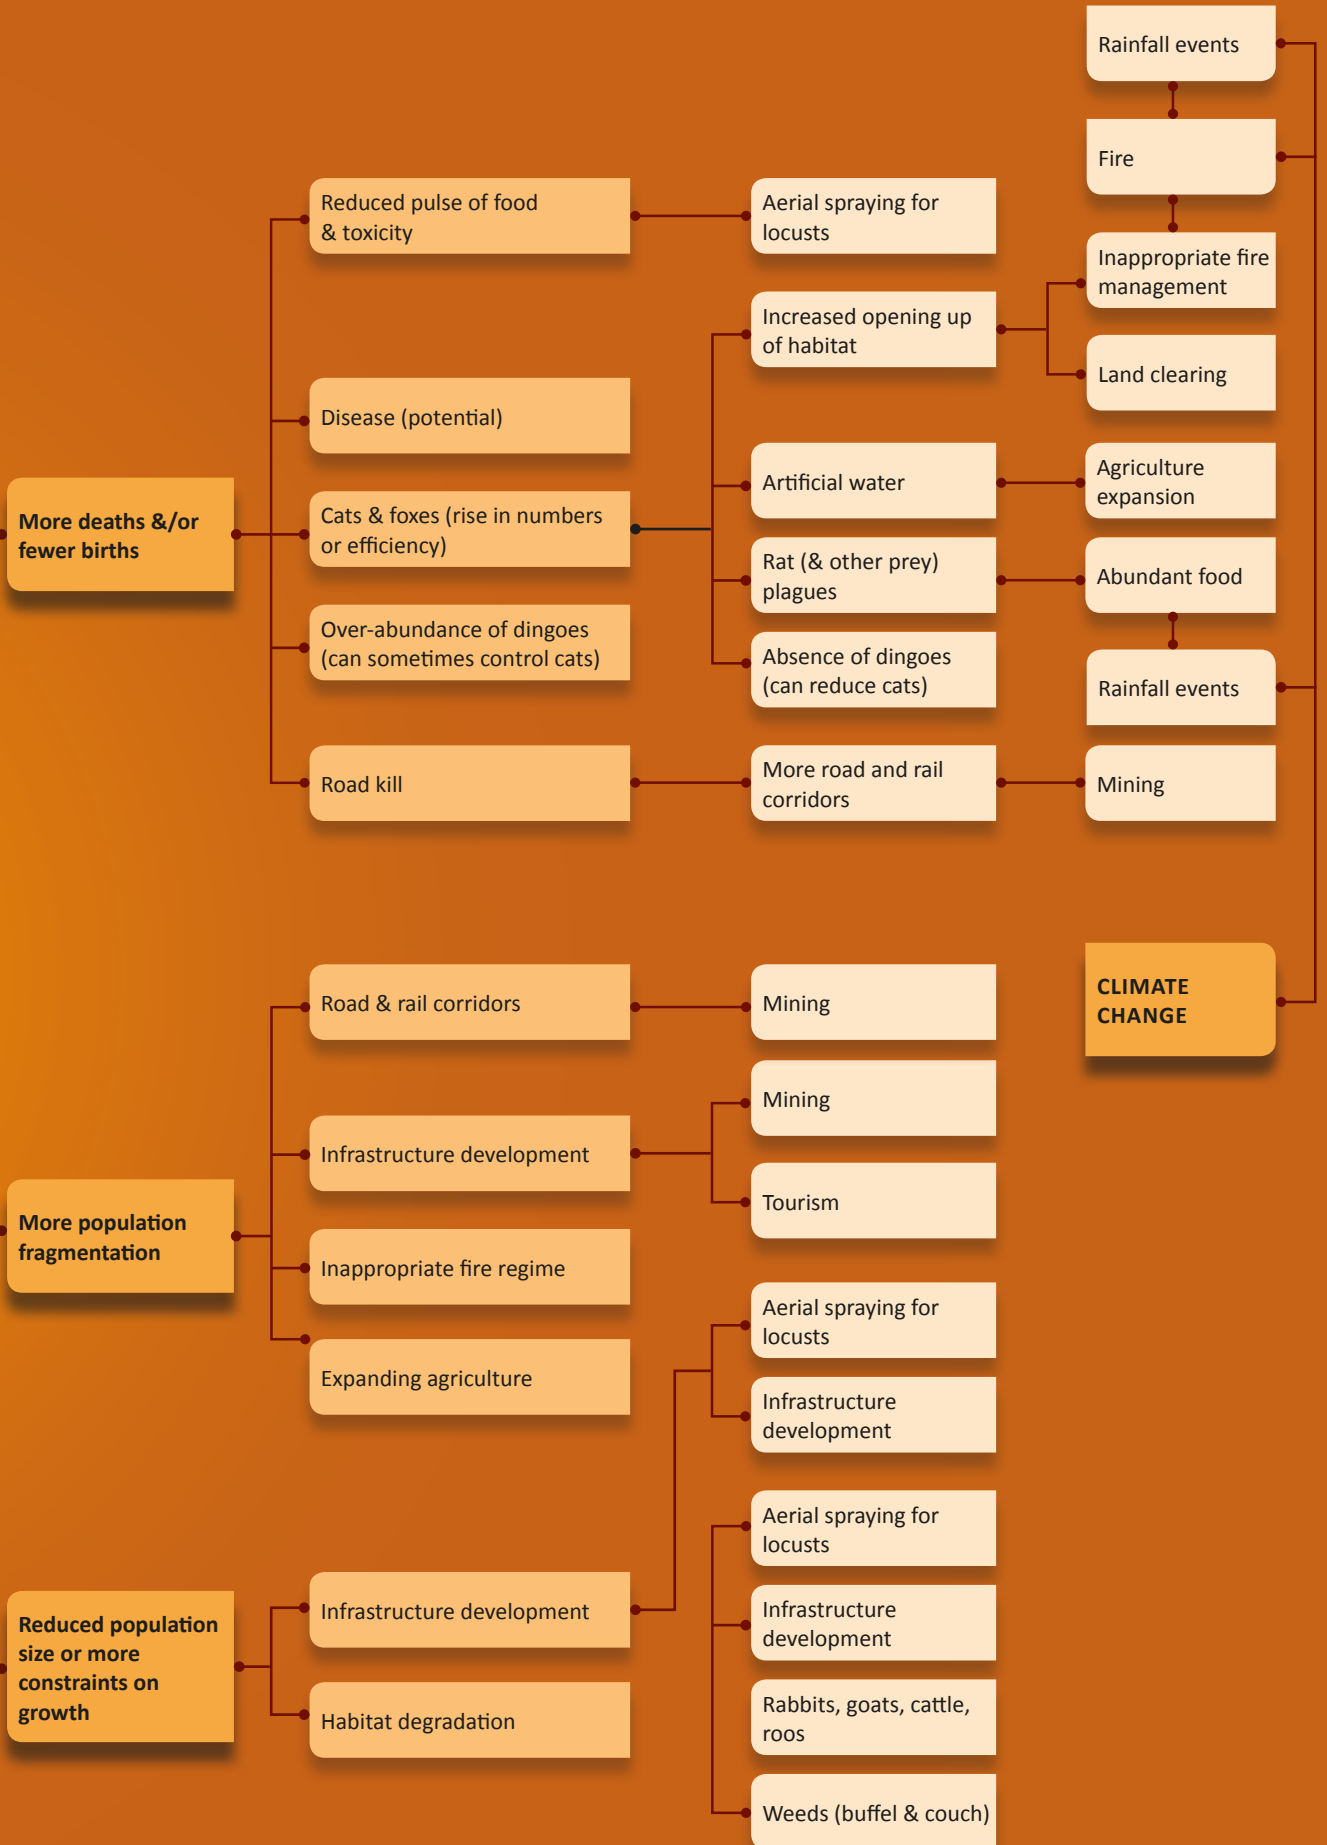 Rainfall events
Fire
Reduced pulse of food
& toxicity
Aerial spraying for
locusts
Inappropriate fire
management
Increased opening up
of habitat
Land clearing
Disease (potential)
Artificial water
Agriculture
expansion
More deaths &/or
fewer births
Cats & foxes (rise in numbers
or efficiency)
Rat (& other prey)
plagues
Abundant food
Over-abundance of dingoes
(can sometimes control cats)
Absence of dingoes
(can reduce cats)
Rainfall events
Road kill
More road and rail
corridors
Mining
CLIMATE
CHANGE
Road & rail corridors
Mining
Mining
Infrastructure development
Tourism
More population
fragmentation
Inappropriate fire regime
Expanding agriculture
Aerial spraying for
locusts
Infrastructure
development
Aerial spraying for
locusts
Reduced population
size or more
constraints on
growth
Infrastructure development
Infrastructure
development
Habitat degradation
Rabbits, goats, cattle,
roos
Weeds (buffel & couch)